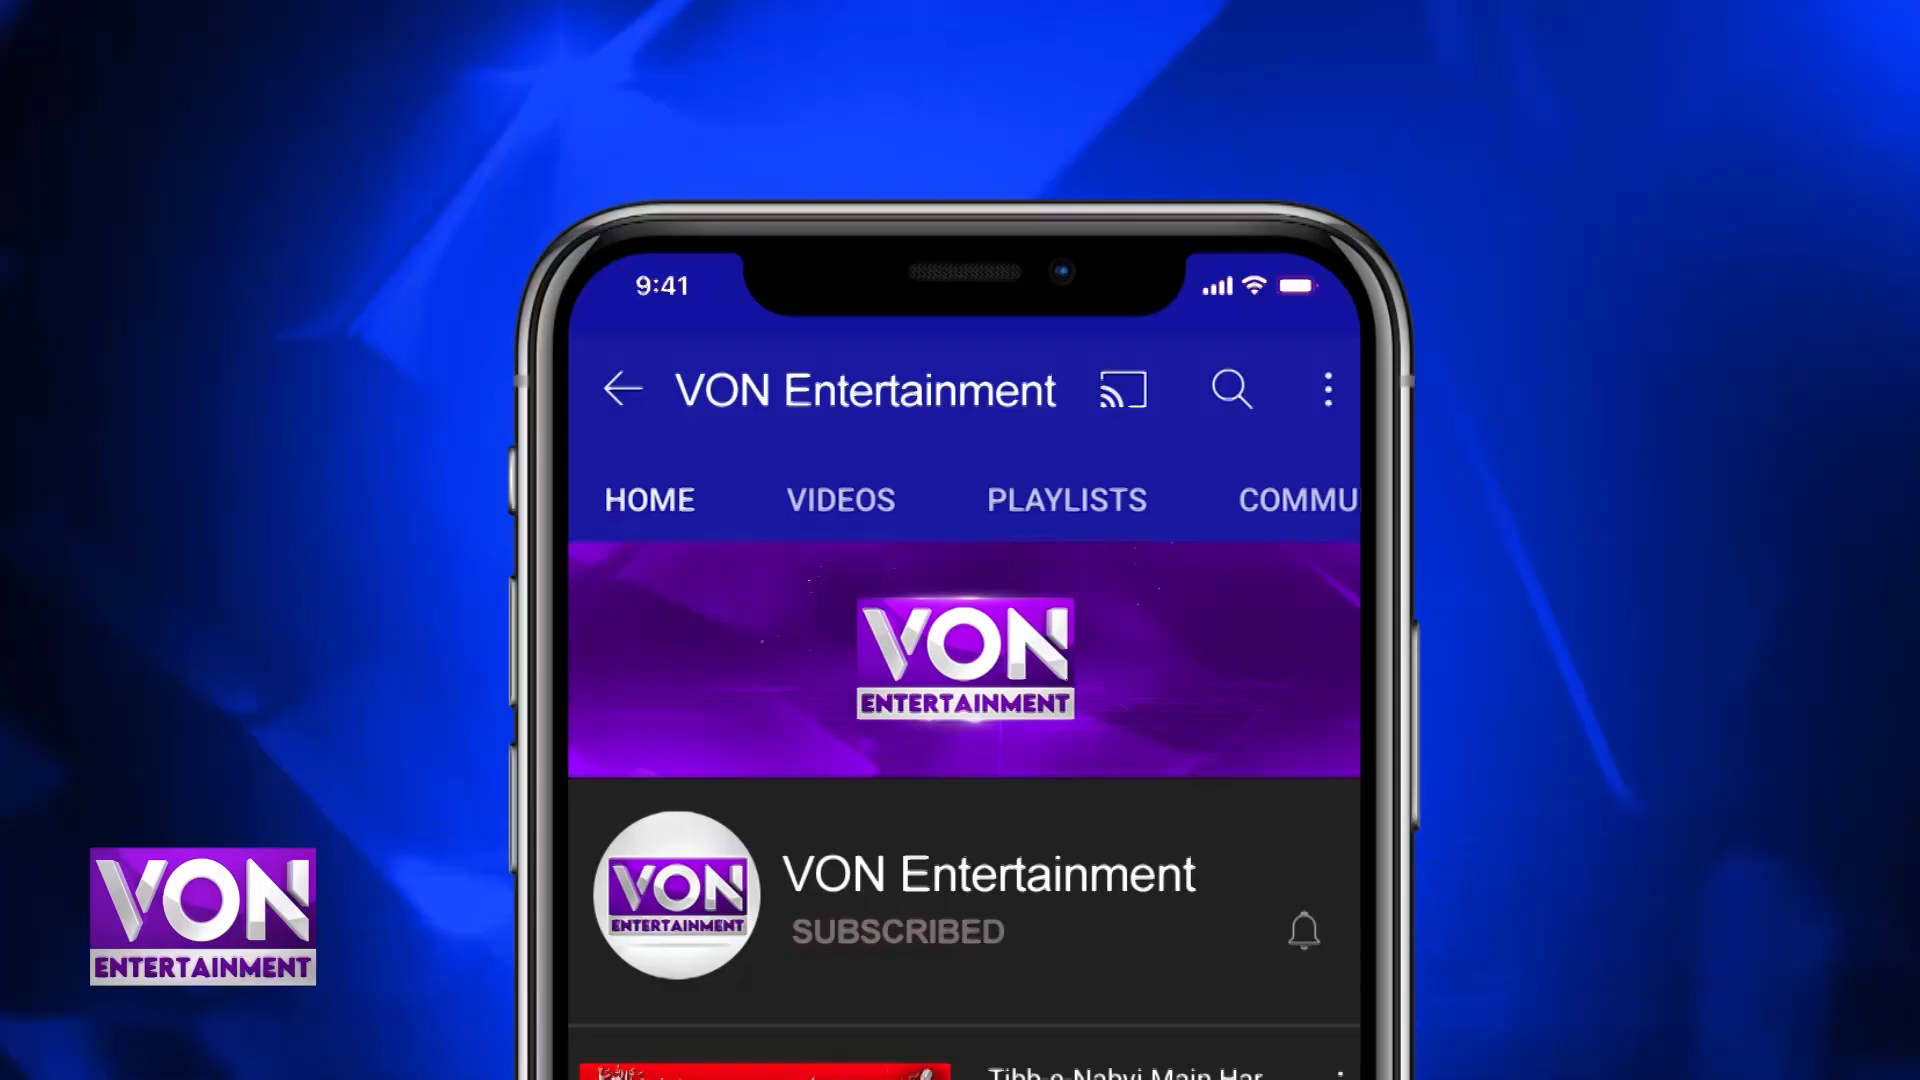 9:41
VON Entertainment
HOME VIDEOS PLAYLISTS COMMU
VON
ENTERTAINMENT
VON Entertainment
SUBSCRIBED
VON
ENTERTAINMENT
VON
ENTERTAINMENT
Tibb-e-Nabvi Main Har